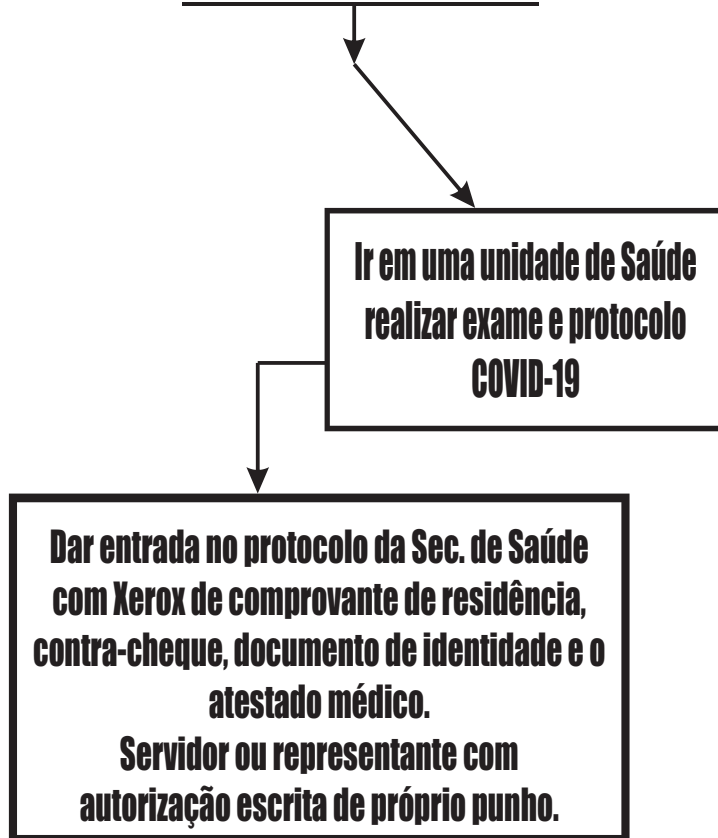 Ir em uma unidade de Saúde
realizar exame e protocolo
COVID-19
Dar entrada no protocolo da Sec. de Saúde
com Xerox de comprovante de residência,
contra-cheque, documento de identidade e o
atestado médico.
Servidor ou representante com
autorização escrita de próprio punho.